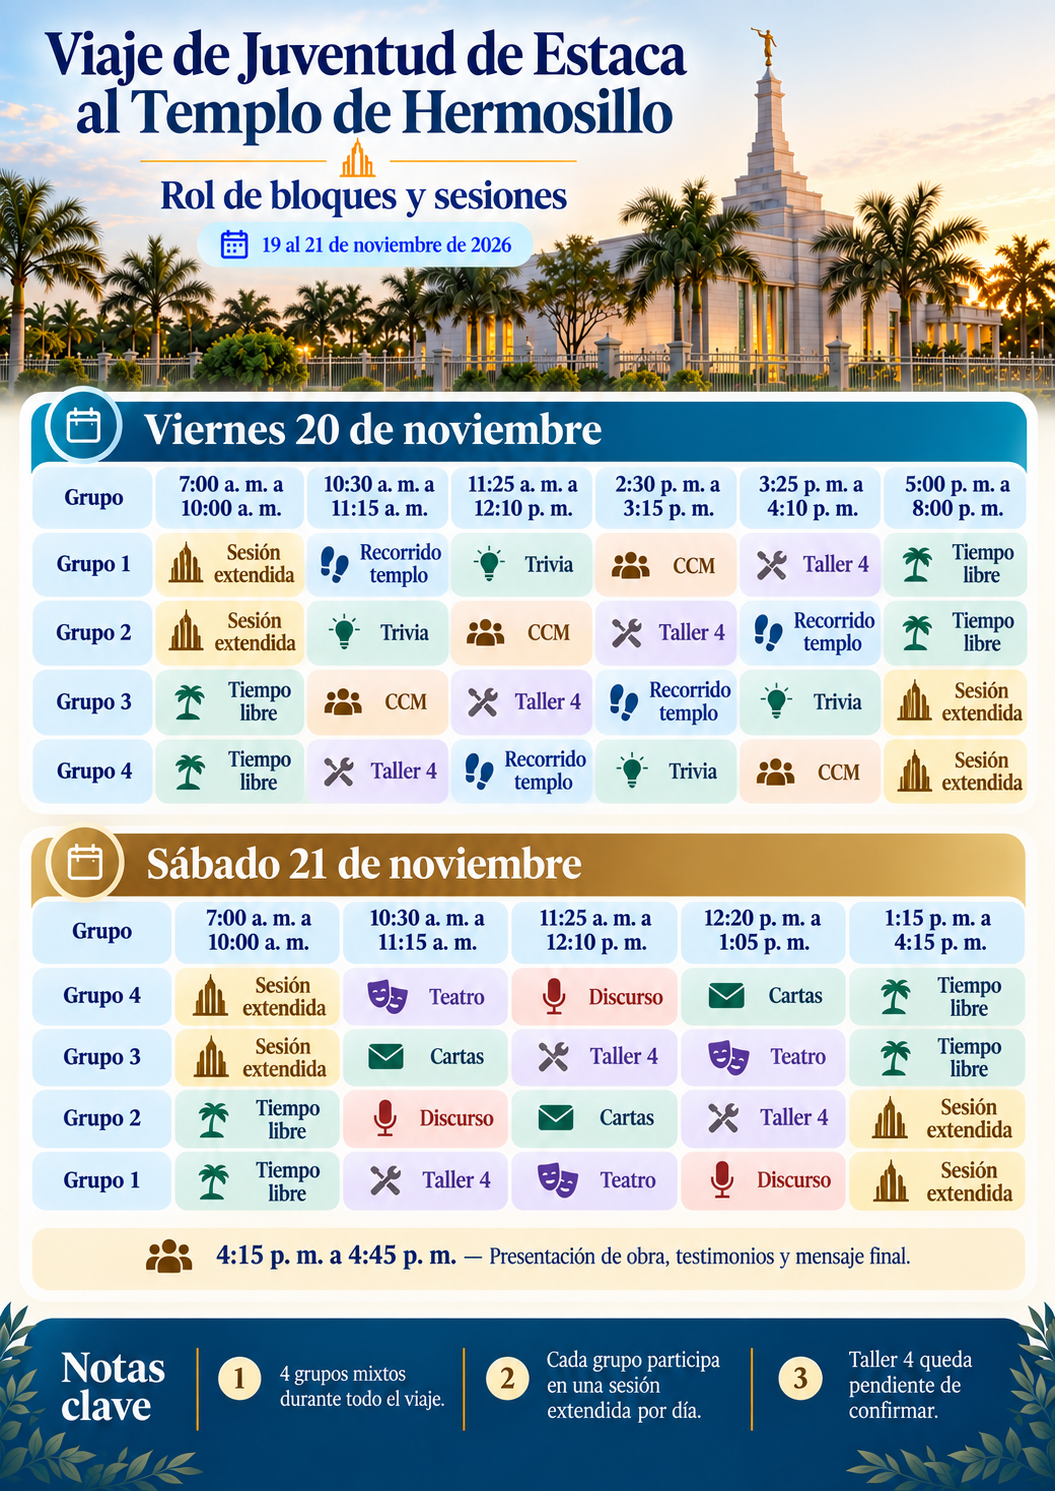 Viaje de Juventud de Estaca
al Templo de Hermosillo
Rol de bloques y sesiones
19 al 21 de noviembre de 2026
Viernes 20 de noviembre
Grupo 7:00 a. m. a 10:00 a. m. 10:30 a. m. a 11:15 a. m. 11:25 a. m. a 12:10 p. m. 2:30 p. m. a 3:15 p. m. 3:25 p. m. a 4:10 p. m. 5:00 p. m. a 8:00 p. m.
Grupo 1 Sesión extendida Recorrido templo Trivia CCM Taller 4 Tiempo libre
Grupo 2 Sesión extendida Trivia CCM Taller 4 Recorrido templo Tiempo libre
Grupo 3 Tiempo libre CCM Taller 4 Recorrido templo Trivia Sesión extendida
Grupo 4 Tiempo libre Taller 4 Recorrido templo Trivia CCM Sesión extendida
Sábado 21 de noviembre
Grupo 7:00 a. m. a 10:00 a. m. 10:30 a. m. a 11:15 a. m. 11:25 a. m. a 12:10 p. m. 12:20 p. m. a 1:05 p. m. 1:15 p. m. a 4:15 p. m.
Grupo 4 Sesión extendida Teatro Discurso Cartas Tiempo libre
Grupo 3 Sesión extendida Cartas Taller 4 Teatro Tiempo libre
Grupo 2 Tiempo libre Discurso Cartas Taller 4 Sesión extendida
Grupo 1 Tiempo libre Taller 4 Teatro Discurso Sesión extendida
4:15 p. m. a 4:45 p. m. — Presentación de obra, testimonios y mensaje final.
Notas
clave
1
4 grupos mixtos
durante todo el viaje.
2
Cada grupo participa
en una sesión
extendida por día.
3
Taller 4 queda
pendiente de
confirmar.